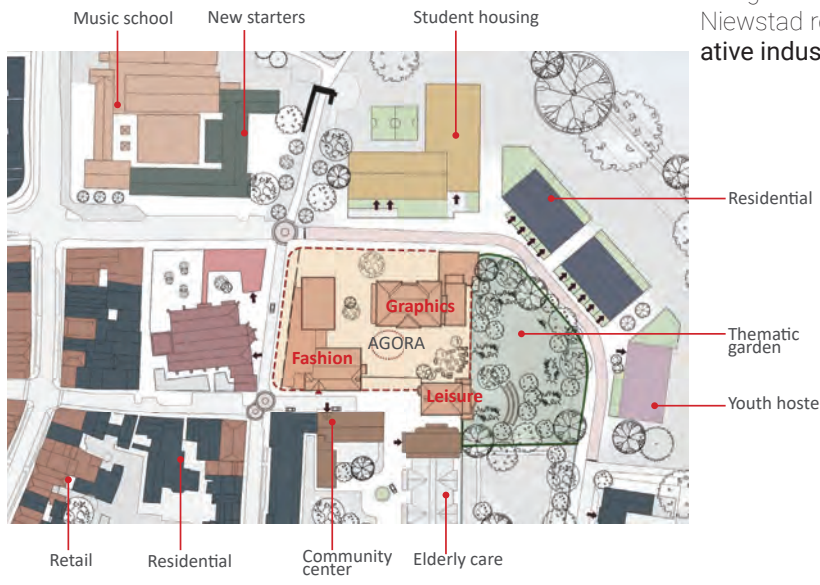 Music school
New starters
Student housing
Niewstad re
ative indus
Residential
Graphics
AGORA
Fashion
Leisure
Thematic
garden
Youth hoste
Retail
Residential
Community
center
Elderly care